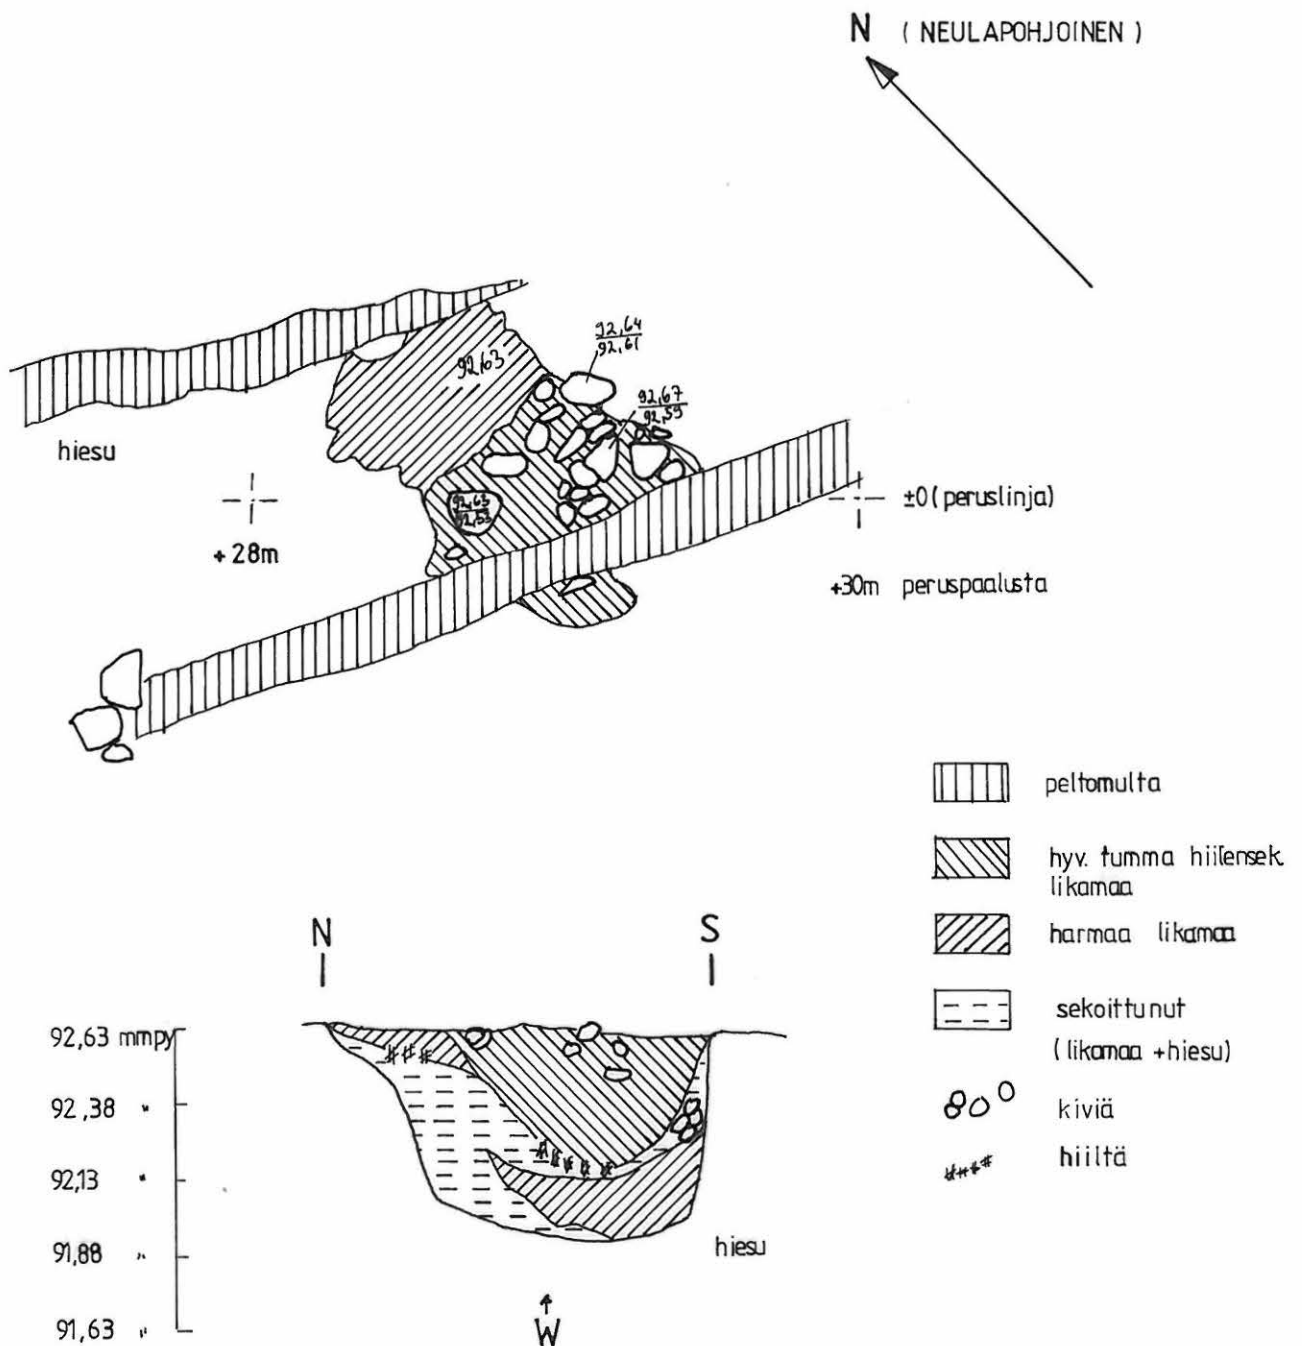 N ( NEULAPOHJOINEN )
92,64
92,61
92,63
92,67
92,59
hiesu
92,63
92,53
±0 (peruslinja)
+ 28m
+30m peruspaalusta
peltomulta
hyv. tumma hiilensek.
likamaa
harmaa likamaa
sekoittunut
(likamaa +hiesu)
kiviä
hiiltä
N
S
92,63 mmpy
92,38 "
92,13 "
91,88 "
91,63 "
hiesu
W